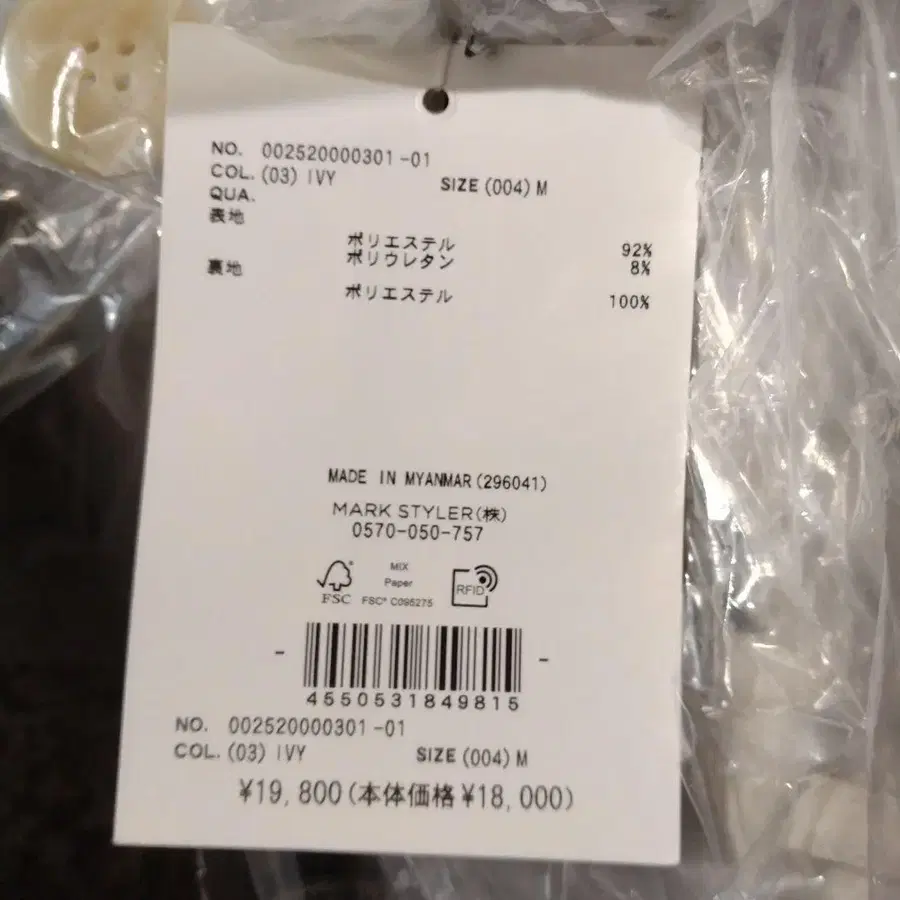 NO. 002520000301-01
COL. (03) IVY SIZE (004) M
QUA.
表地
ポリエステル 92%
ポリウレタン 8%
裏地
ポリエステル 100%
MADE IN MYANMAR (296041)
MARK STYLER(株)
0570-050-757
MIX
Paper
FSC FSC® C095275
RFID
4550531849815
NO. 002520000301-01
COL. (03) IVY SIZE (004) M
¥19,800(本体価格¥18,000)